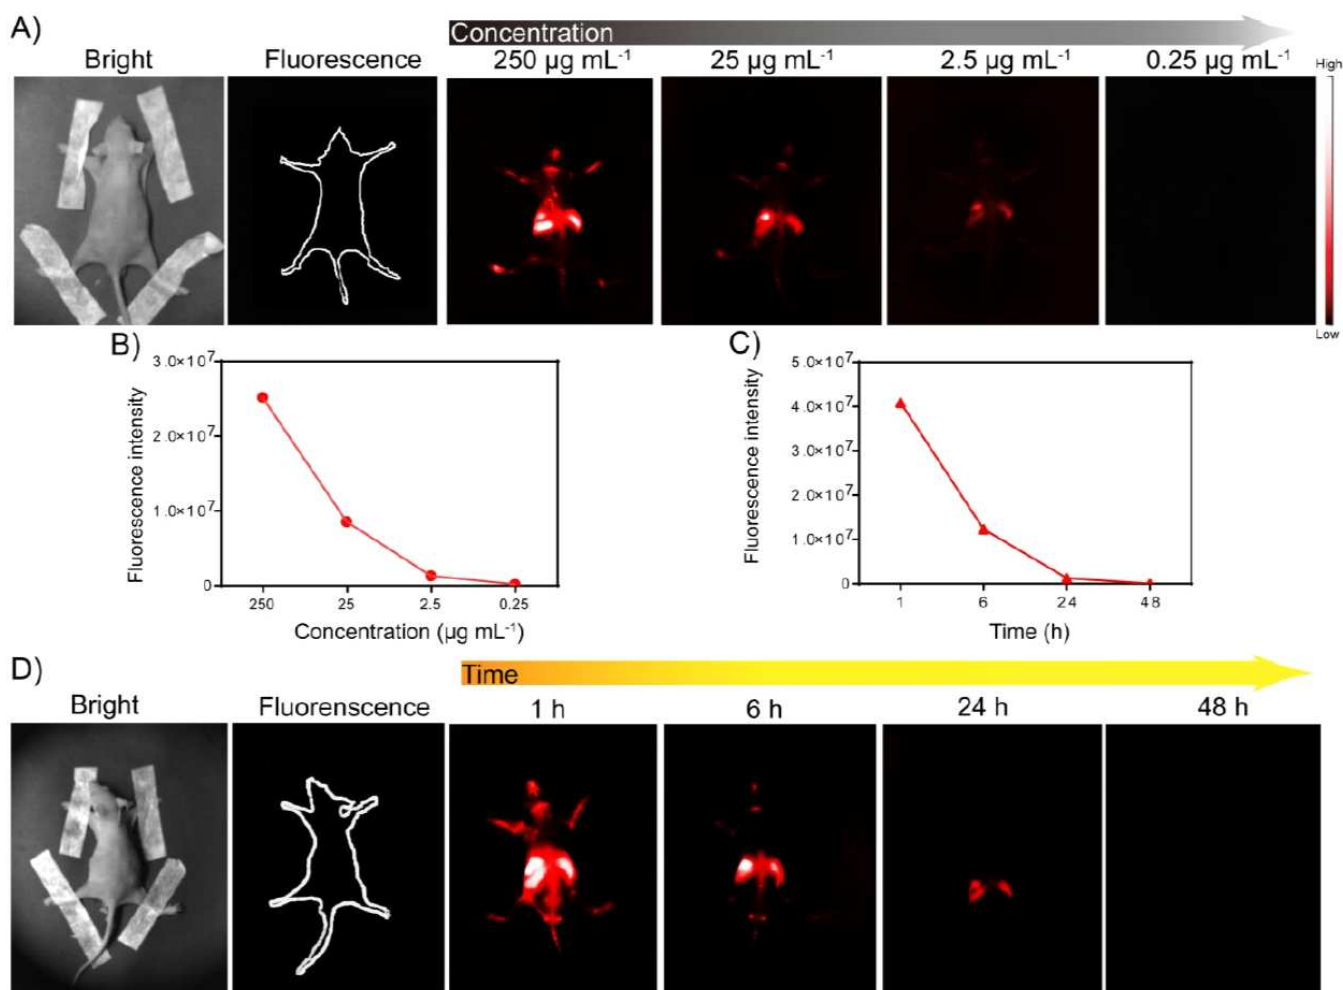 A)
Concentration
Bright
Fluorescence
250 µg mL⁻¹
25 µg mL⁻¹
2.5 µg mL⁻¹
0.25 µg mL⁻¹
High
Low
B)
Fluorescence intensity
3.0×10⁷
2.0×10⁷
1.0×10⁷
0
250
25
2.5
0.25
Concentration (µg mL⁻¹)
C)
Fluorescence intensity
5.0×10⁷
4.0×10⁷
3.0×10⁷
2.0×10⁷
1.0×10⁷
0
1
6
24
48
Time (h)
D)
Time
Bright
Fluorenscence
1 h
6 h
24 h
48 h